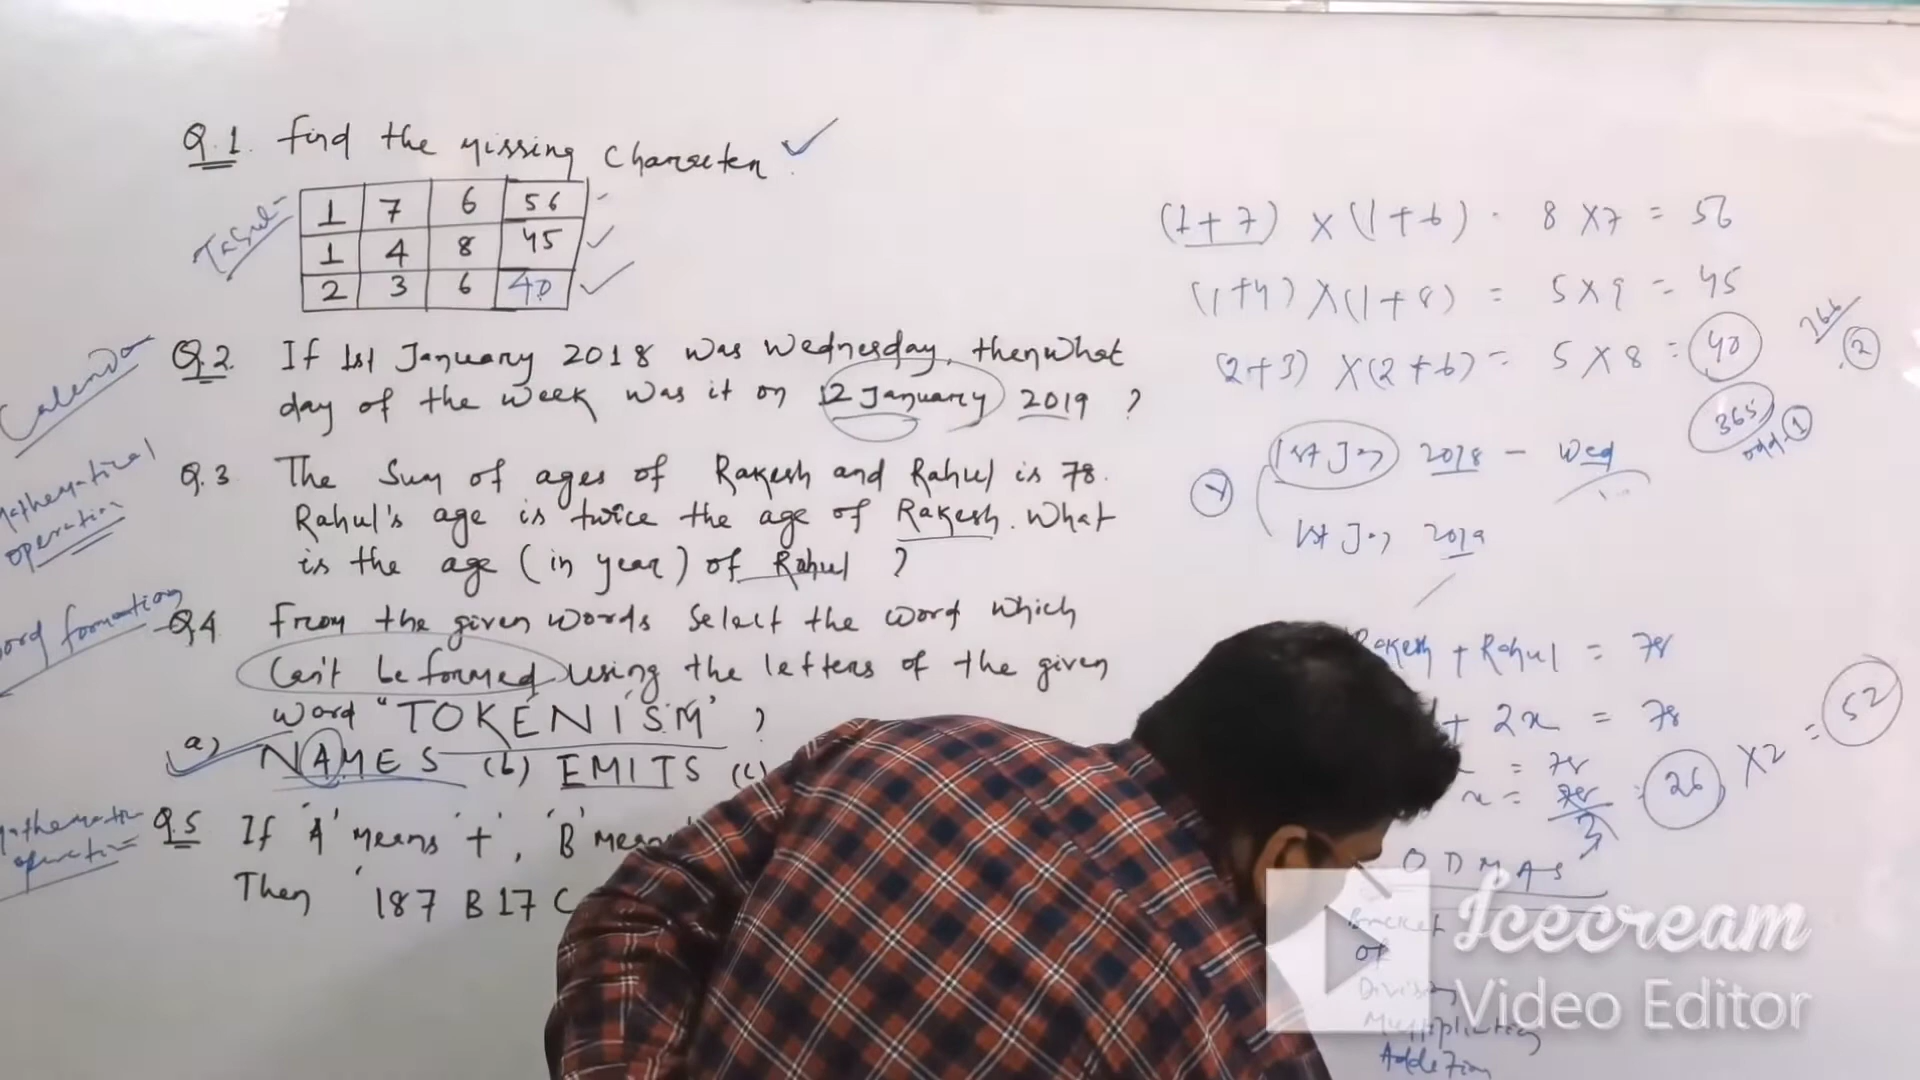 Q.1. find the missing Character.
Tabul-
1 7 6 56
1 4 8 45
2 3 6 40
Calendar
Q.2. If 1st January 2018 was Wednesday, then what
day of the week was it on 12 January 2019 ?
Mathematical
operation
Q.3 The Sum of ages of Rakesh and Rahul is 78.
Rahul's age is twice the age of Rakesh. What
is the age (in year) of Rahul ?
word formation
Q.4 From the given words Select the word which
Can't be formed using the letters of the given
word "TOKENISM" ?
a) NAMES (b) EMITS (c)
Q.5 If 'A' means '+', 'B' mean
Then '187 B 17 C
(1+7) × (1+6) . 8 × 7 = 56
(1+4) × (1+8) = 5 × 9 = 45
(2+3) × (2+6) = 5 × 8 = 40
366
2
365
odd-1
1st Jan 2018 - Wed
1st Jan 2019
Rakesh + Rahul = 78
+ 2x = 78
= 78
x = 78/3 = 26 × 2 = 52
ODMAS
Bracket
of
Division
Multiplication
Addition
Icecream
Video Editor